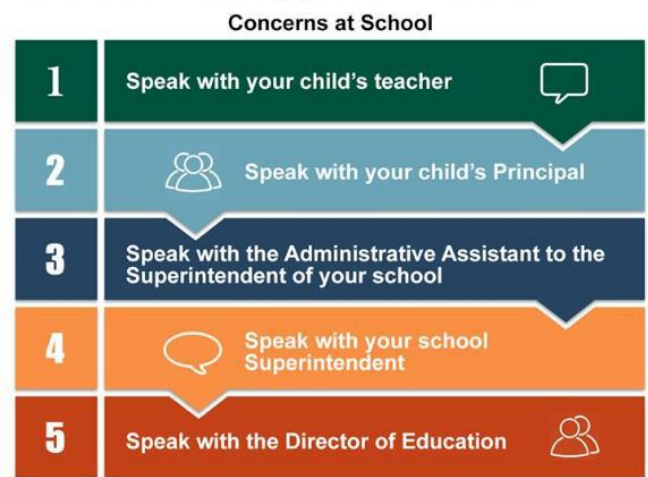 Concerns at School
1
Speak with your child's teacher
2
Speak with your child's Principal
3
Speak with the Administrative Assistant to the
Superintendent of your school
4
Speak with your school
Superintendent
5
Speak with the Director of Education